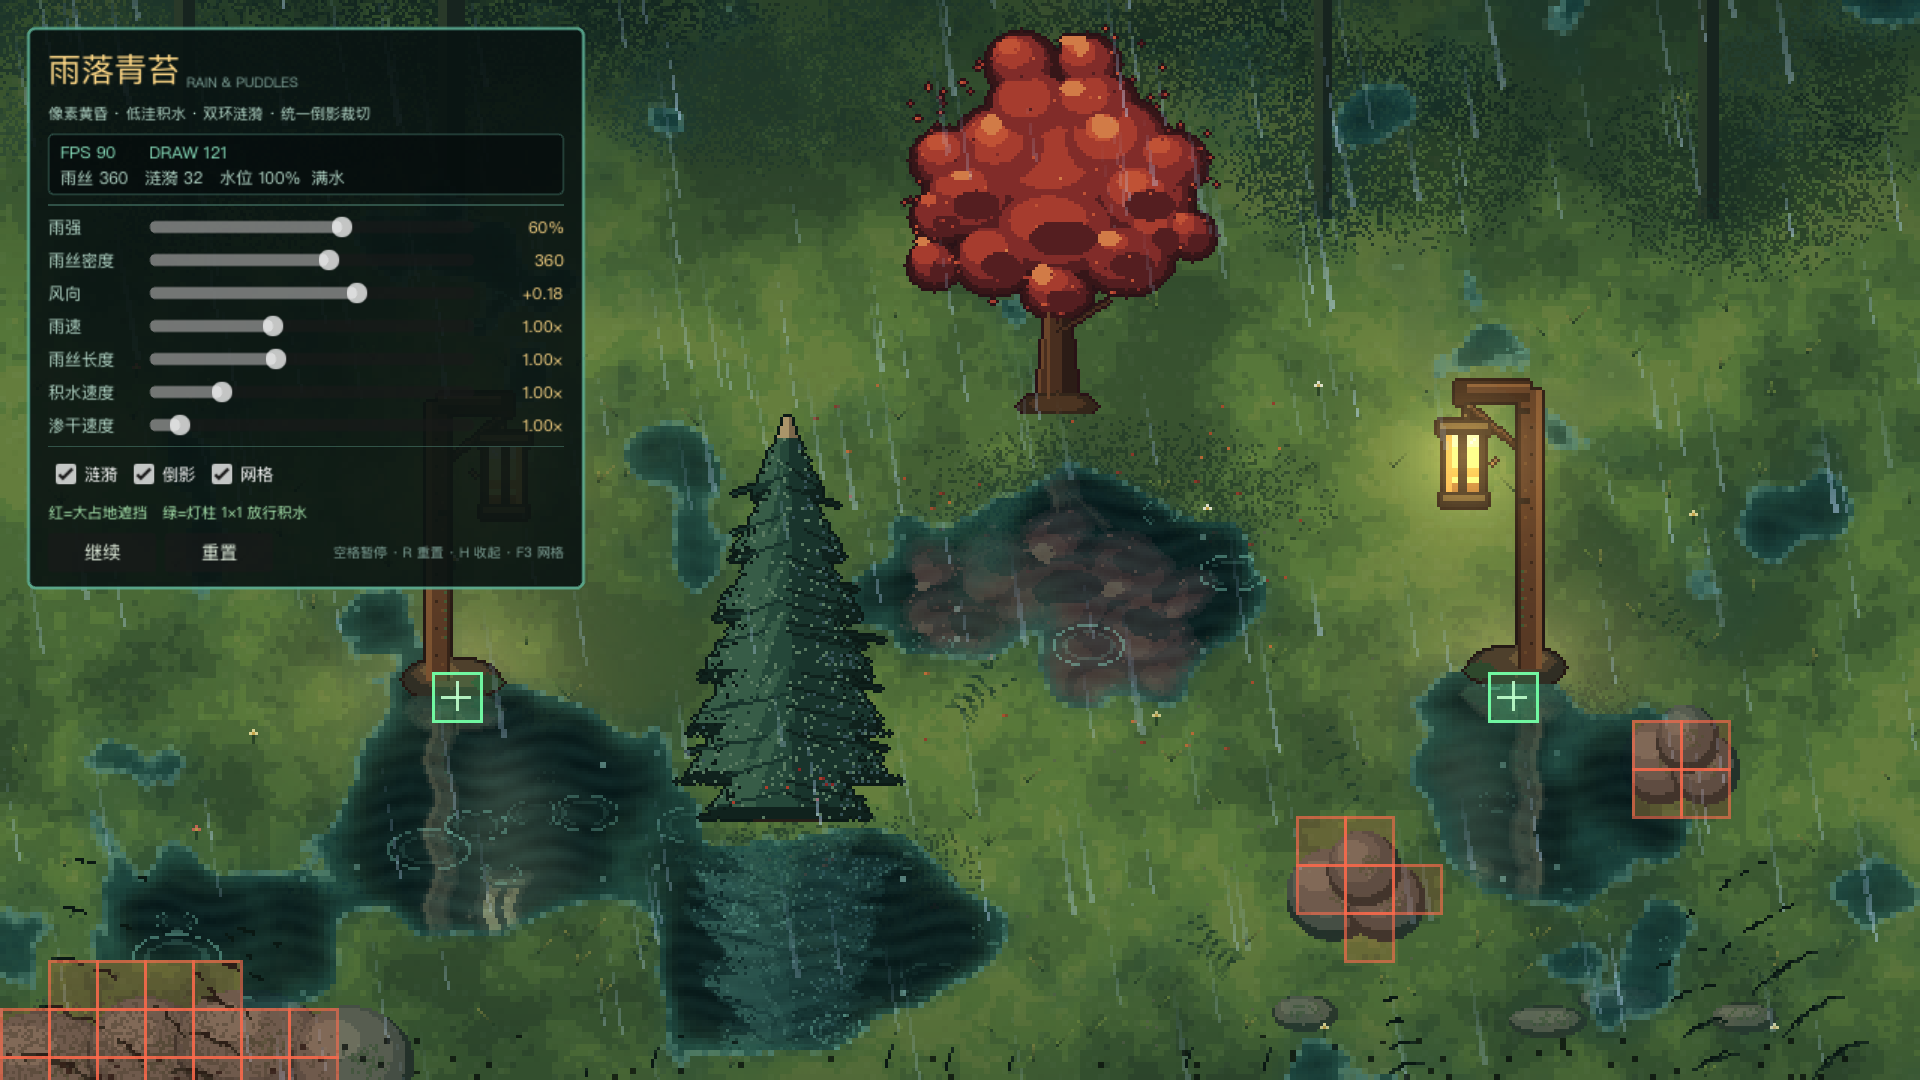 雨落青苔 RAIN & PUDDLES
像素黄昏 · 低洼积水 · 双环涟漪 · 统一倒影裁切
FPS 90 DRAW 121
雨丝 360 涟漪 32 水位 100% 满水
雨强 60%
雨丝密度 360
风向 +0.18
雨速 1.00×
雨丝长度 1.00×
积水速度 1.00×
渗干速度 1.00×
涟漪 倒影 网格
红=大占地遮挡 绿=灯柱 1×1 放行积水
继续 重置 空格暂停 · R 重置 · H 收起 · F3 网格